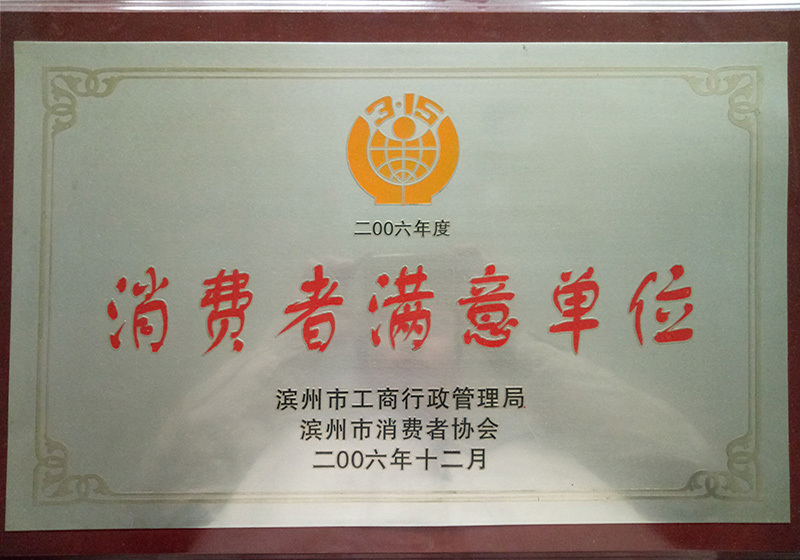 3·15
二00六年度
消费者满意单位
滨州市工商行政管理局
滨州市消费者协会
二00六年十二月